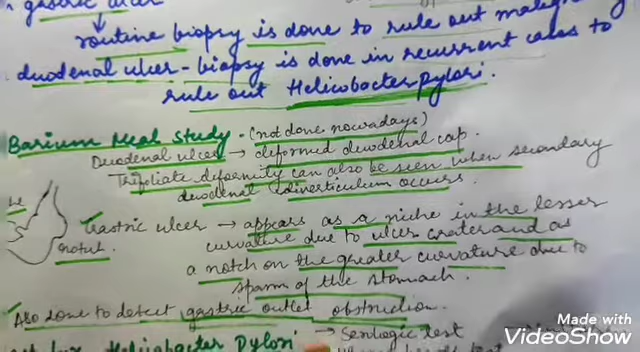 gastric ulcer
routine biopsy is done to rule out
duodenal ulcer - biopsy is done in recurrent cases to
rule out Helicobacter pylori.
Barium Meal Study - (not done nowadays)
Duodenal ulcer → deformed duodenal cap.
Trifoliate deformity can also be seen when secondary
duodenal diverticulum occurs.
Gastric ulcer → appears as a niche in the lesser
curvature due to ulcer crater and as
notch.
a notch on the greater curvature due to
spasm of the stomach.
Also done to detect gastric outlet obstruction.
Helicobacter Pylori → Serologic test
Made with
VideoShow